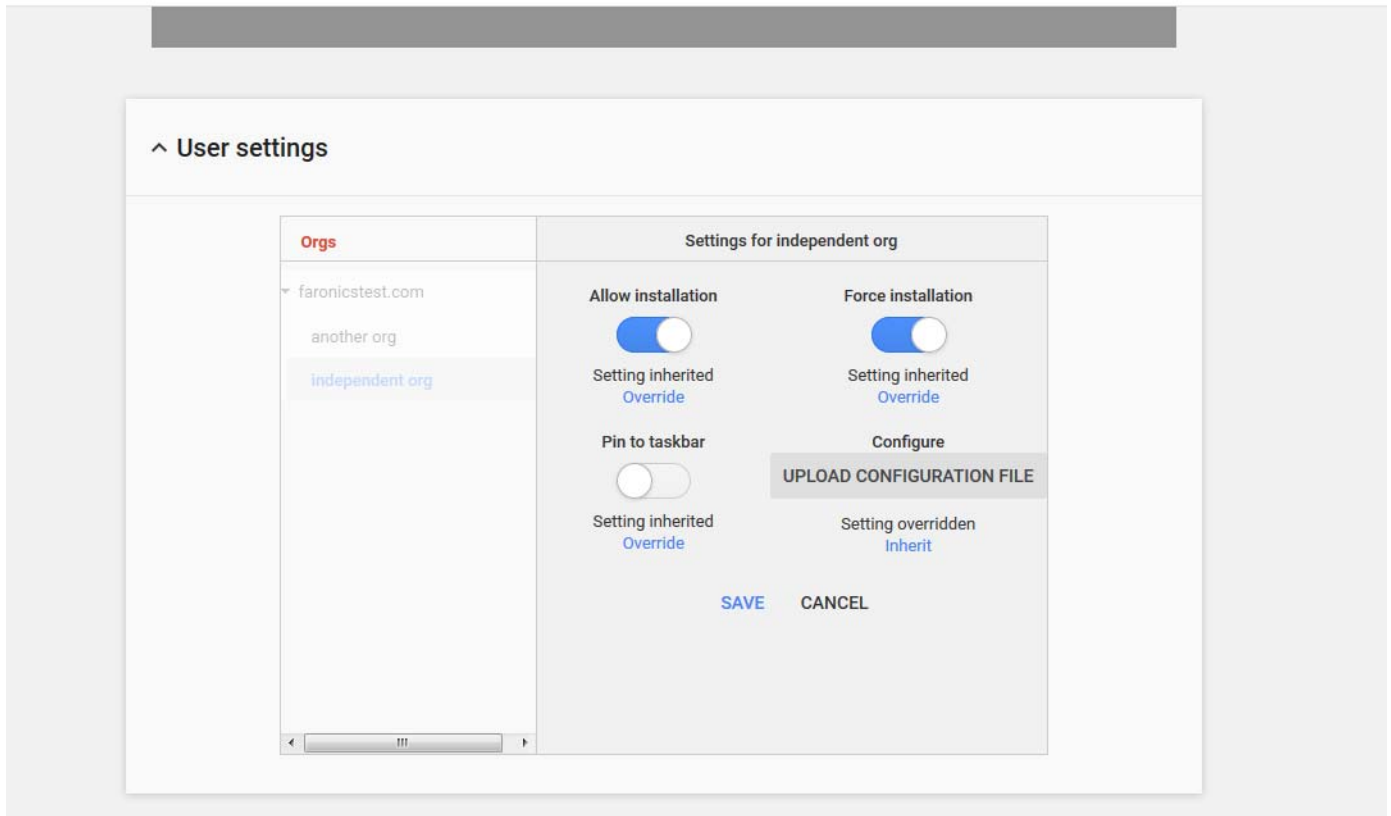 User settings
Orgs
faronicstest.com
another org
independent org
Settings for independent org
Allow installation
Force installation
Setting inherited
Override
Setting inherited
Override
Pin to taskbar
Configure
UPLOAD CONFIGURATION FILE
Setting inherited
Override
Setting overridden
Inherit
SAVE
CANCEL